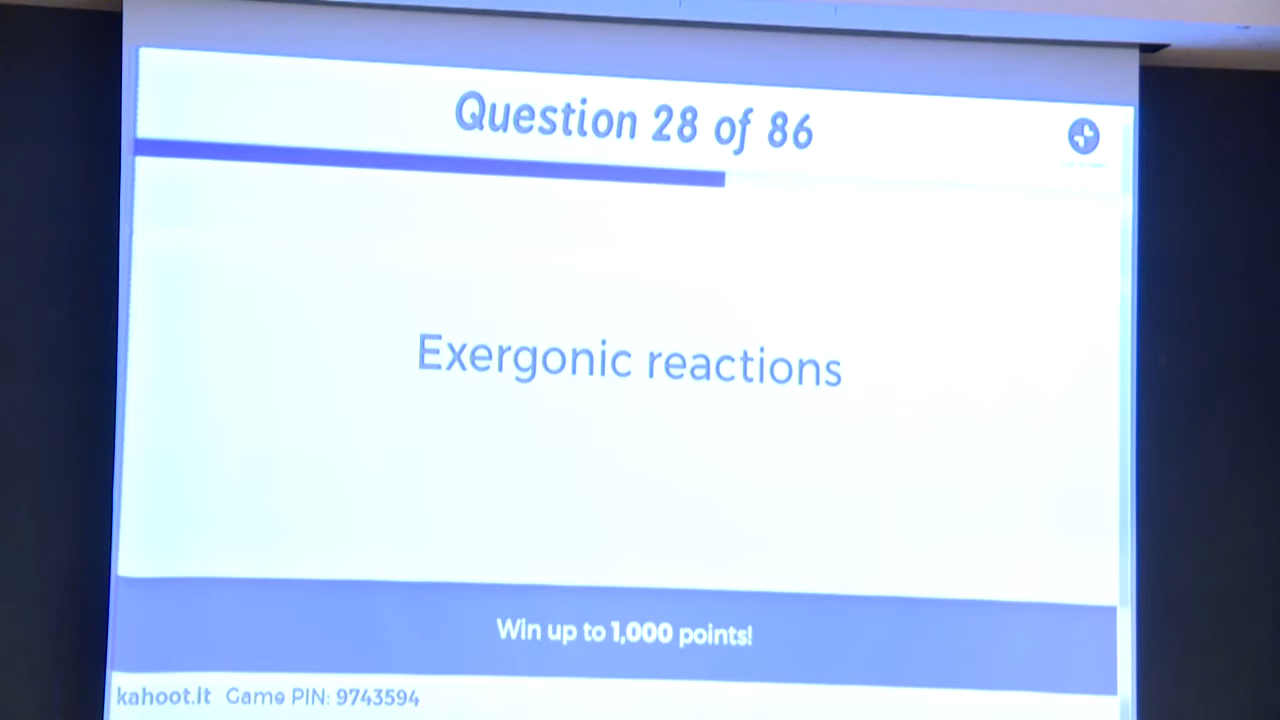 Question 28 of 86
Exergonic reactions
Win up to 1,000 points!
kahoot.it Game PIN: 9743594